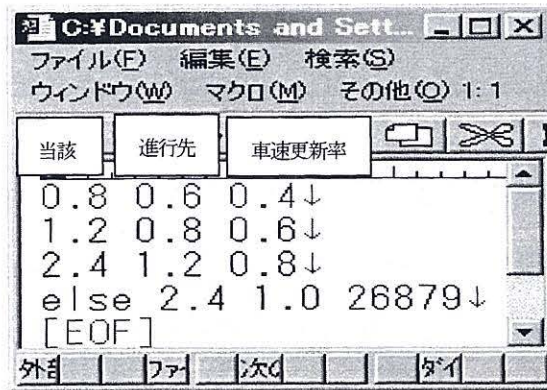 C:¥Documents and Sett...
ファイル(F) 編集(E) 検索(S)
ウィンドウ(W) マクロ(M) その他(O) 1: 1
当該 進行先 車速更新率
0.8 0.6 0.4↓
1.2 0.8 0.6↓
2.4 1.2 0.8↓
else 2.4 1.0 26879↓
[EOF]
ファイ 次の ダイ